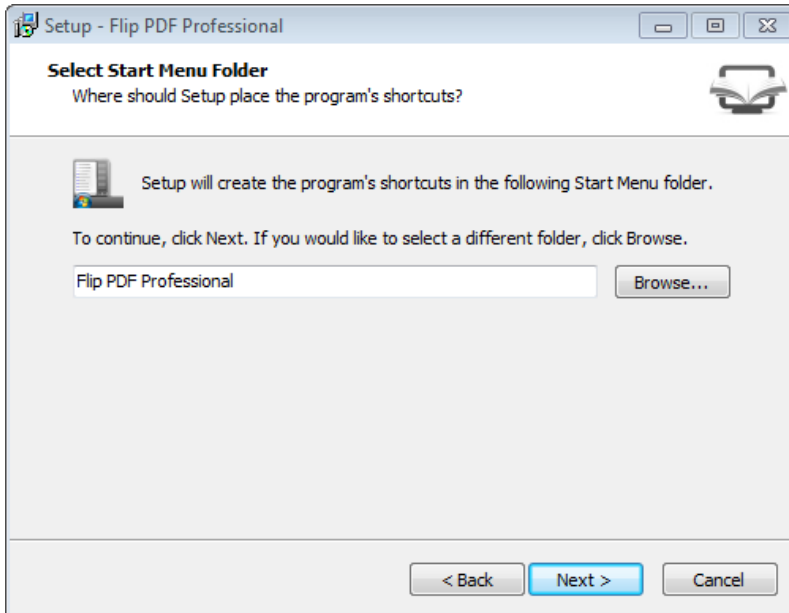 Setup - Flip PDF Professional
Select Start Menu Folder
Where should Setup place the program's shortcuts?
Setup will create the program's shortcuts in the following Start Menu folder.
To continue, click Next. If you would like to select a different folder, click Browse.
Flip PDF Professional
Browse...
< Back
Next >
Cancel